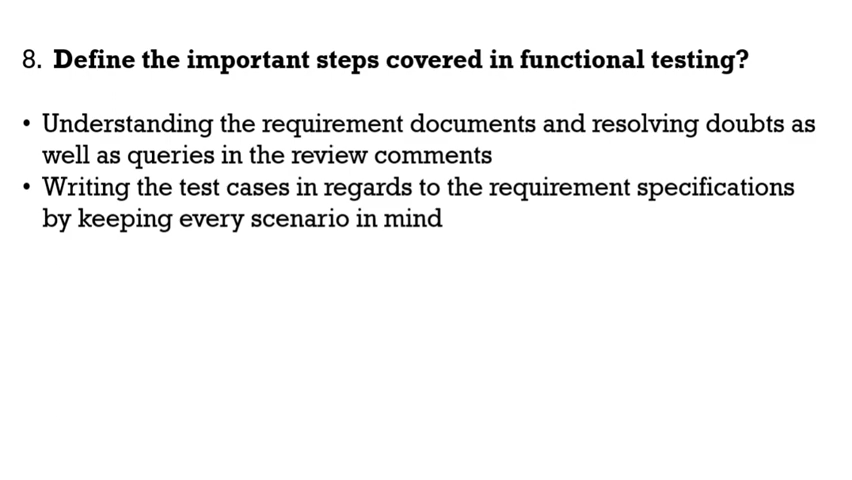 8. Define the important steps covered in functional testing?
• Understanding the requirement documents and resolving doubts as
well as queries in the review comments
• Writing the test cases in regards to the requirement specifications
by keeping every scenario in mind